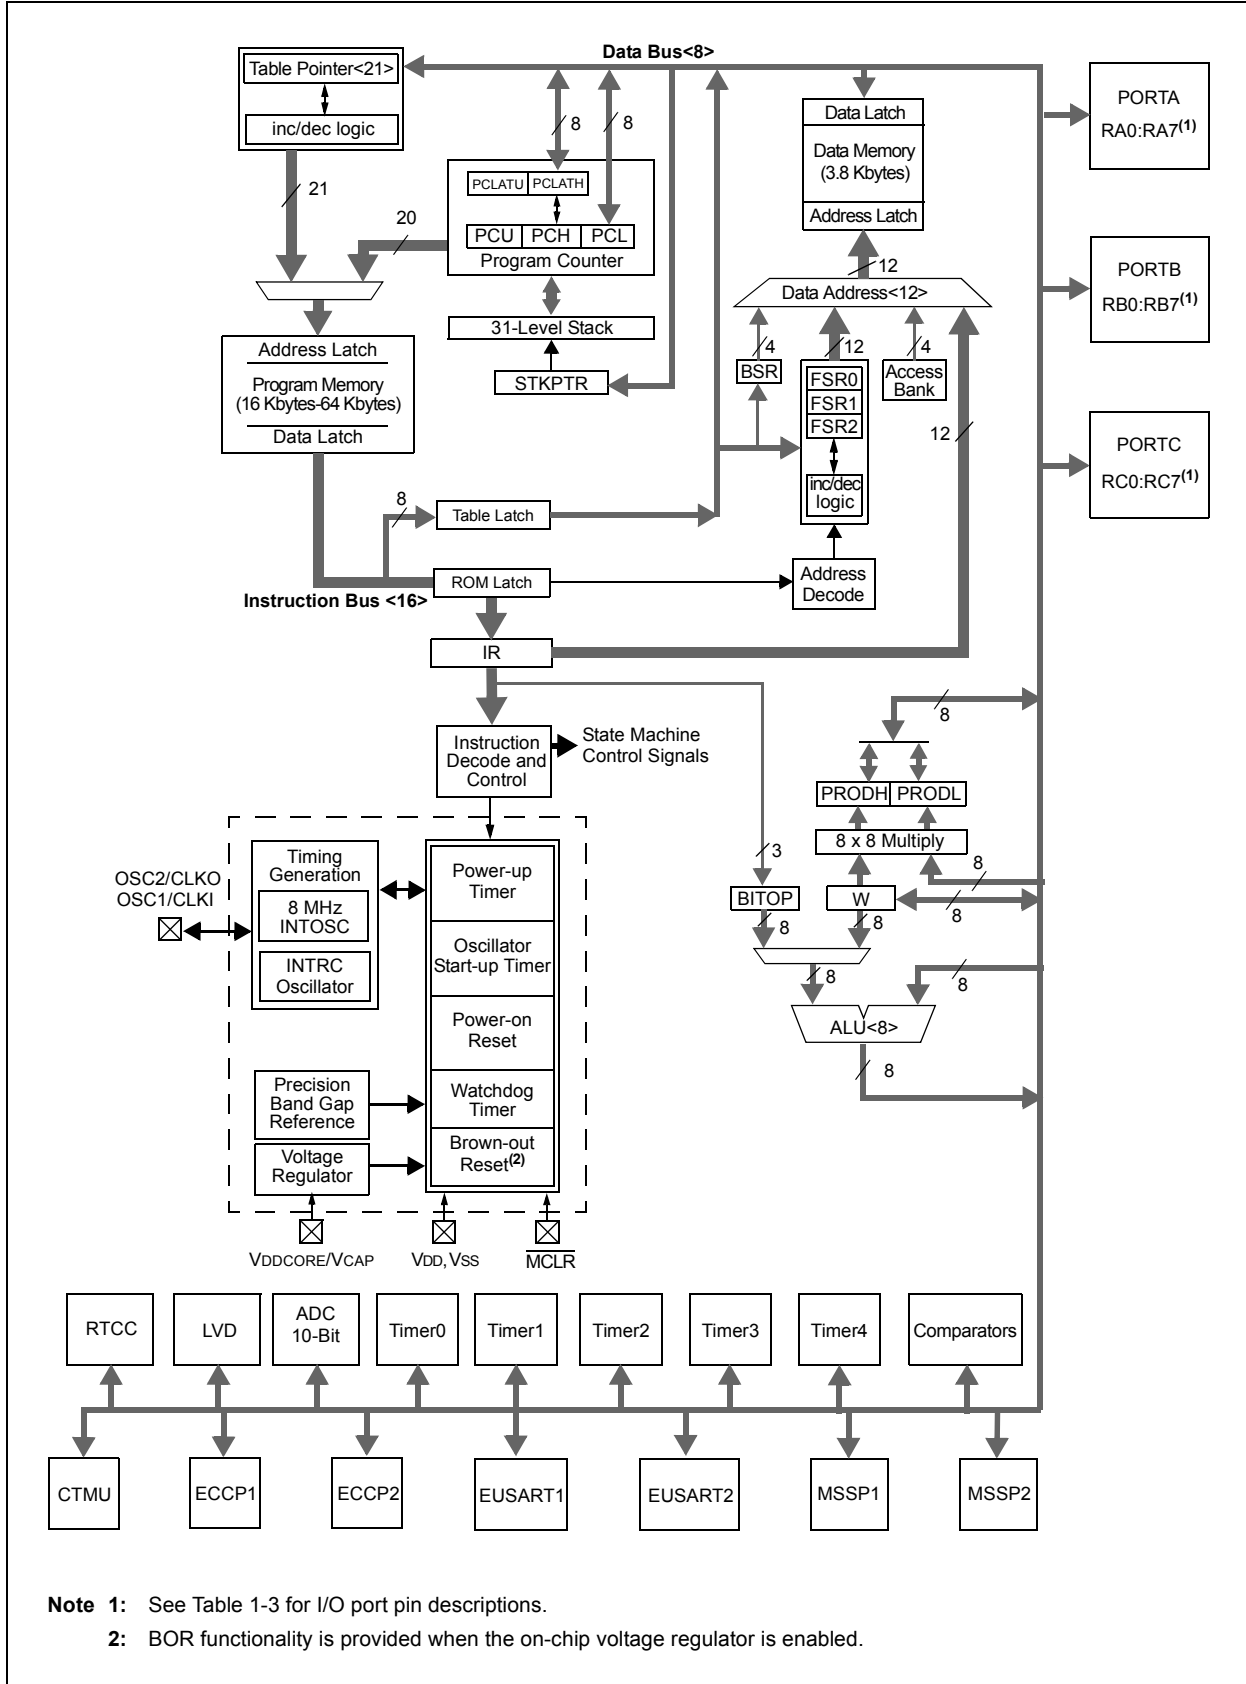 Data Bus<8>
Table Pointer<21>
inc/dec logic
21
20
8
8
PCLATU
PCLATH
PCU
PCH
PCL
Program Counter
31-Level Stack
STKPTR
Data Latch
Data Memory
(3.8 Kbytes)
Address Latch
12
Data Address<12>
4
12
4
BSR
FSR0
FSR1
FSR2
inc/dec
logic
Access
Bank
12
Address
Decode
PORTA
RA0:RA7(1)
PORTB
RB0:RB7(1)
PORTC
RC0:RC7(1)
Address Latch
Program Memory
(16 Kbytes-64 Kbytes)
Data Latch
8
Table Latch
ROM Latch
Instruction Bus <16>
IR
Instruction
Decode and
Control
State Machine
Control Signals
8
PRODH
PRODL
8 x 8 Multiply
3
8
BITOP
W
8
8
8
8
8
ALU<8>
8
OSC2/CLKO
OSC1/CLKI
Timing
Generation
8 MHz
INTOSC
INTRC
Oscillator
Power-up
Timer
Oscillator
Start-up Timer
Power-on
Reset
Watchdog
Timer
Brown-out
Reset(2)
Precision
Band Gap
Reference
Voltage
Regulator
VDDCORE/VCAP
VDD, VSS
MCLR
RTCC
LVD
ADC
10-Bit
Timer0
Timer1
Timer2
Timer3
Timer4
Comparators
CTMU
ECCP1
ECCP2
EUSART1
EUSART2
MSSP1
MSSP2
Note 1: See Table 1-3 for I/O port pin descriptions.
2: BOR functionality is provided when the on-chip voltage regulator is enabled.